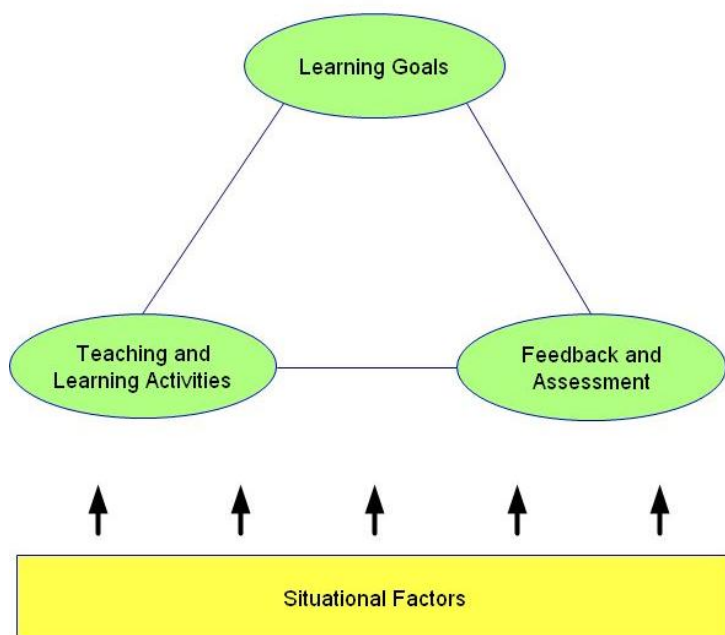 Learning Goals
Teaching and
Learning Activities
Feedback and
Assessment
Situational Factors